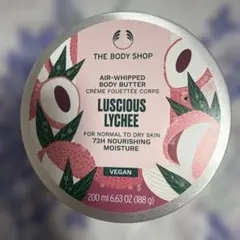 THE BODY SHOP
AIR-WHIPPED
BODY BUTTER
CRÈME FOUETTÉE CORPS
LUSCIOUS
LYCHEE
FOR NORMAL TO DRY SKIN
72H NOURISHING
MOISTURE
VEGAN
200 ml 6.63 OZ (188 g)